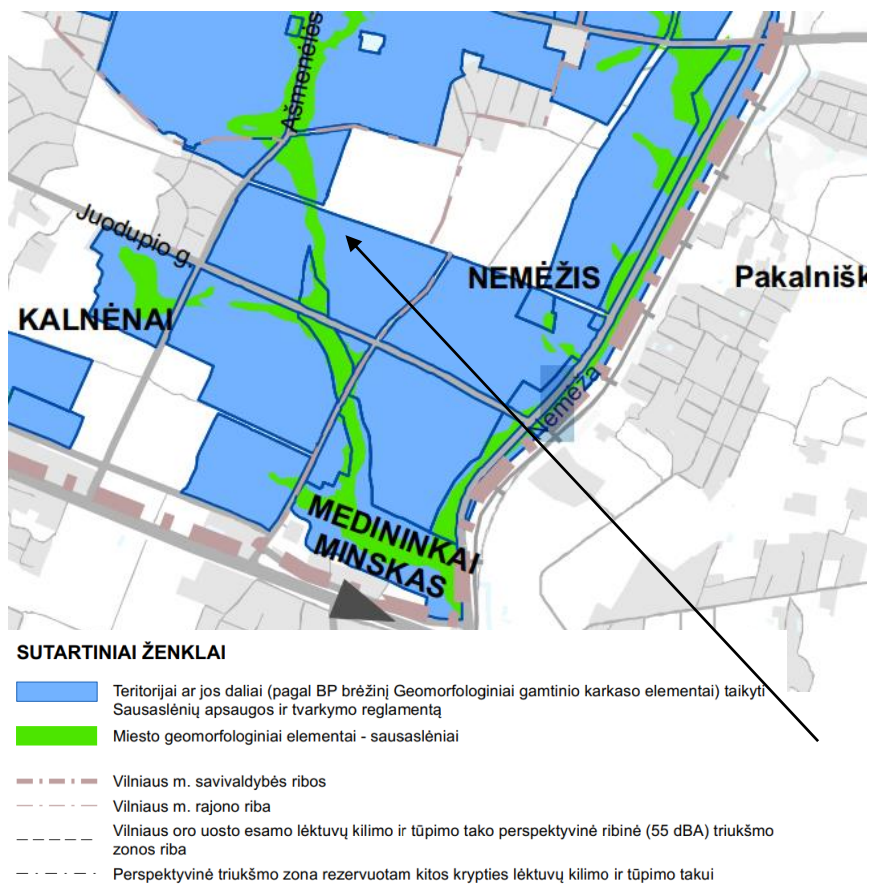 Ašmenėlės
Juodupio g.
NEMĖŽIS
Pakalnišk
KALNĖNAI
Nemėža
MEDININKAI
MINSKAS
SUTARTINIAI ŽENKLAI
Teritorijai ar jos daliai (pagal BP brėžinį Geomorfologiniai gamtinio karkaso elementai) taikyti
Sausaslėnių apsaugos ir tvarkymo reglamentą
Miesto geomorfologiniai elementai - sausaslėniai
Vilniaus m. savivaldybės ribos
Vilniaus m. rajono riba
Vilniaus oro uosto esamo lėktuvų kilimo ir tūpimo tako perspektyvinė ribinė (55 dBA) triukšmo
zonos riba
Perspektyvinė triukšmo zona rezervuotam kitos krypties lėktuvų kilimo ir tūpimo takui